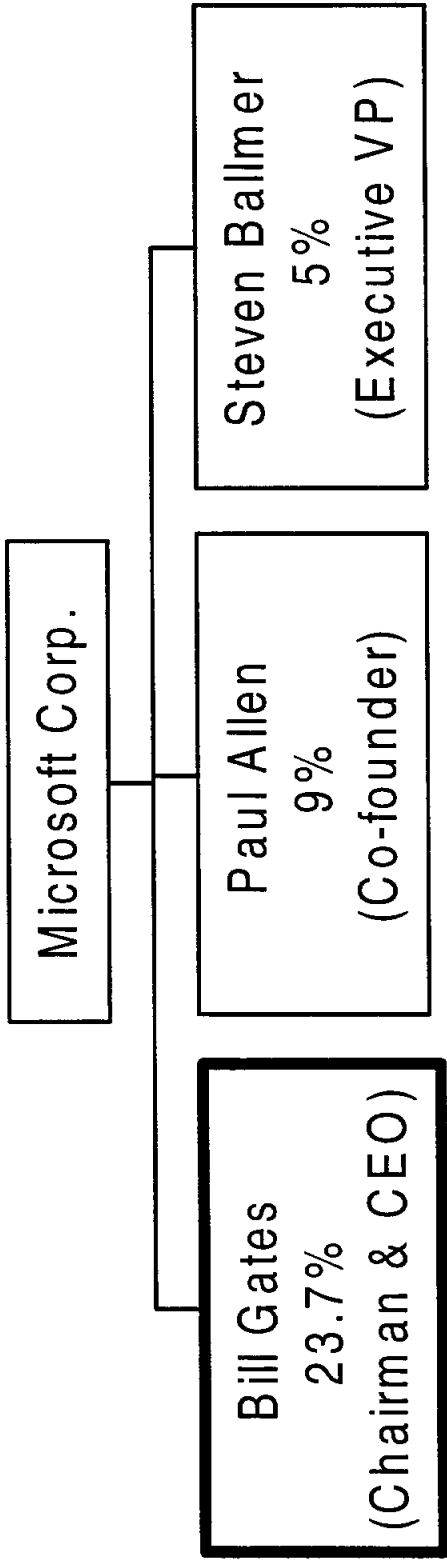 Microsoft Corp.
Bill Gates
23.7%
(Chairman & CEO)
Paul Allen
9%
(Co-founder)
Steven Ballmer
5%
(Executive VP)